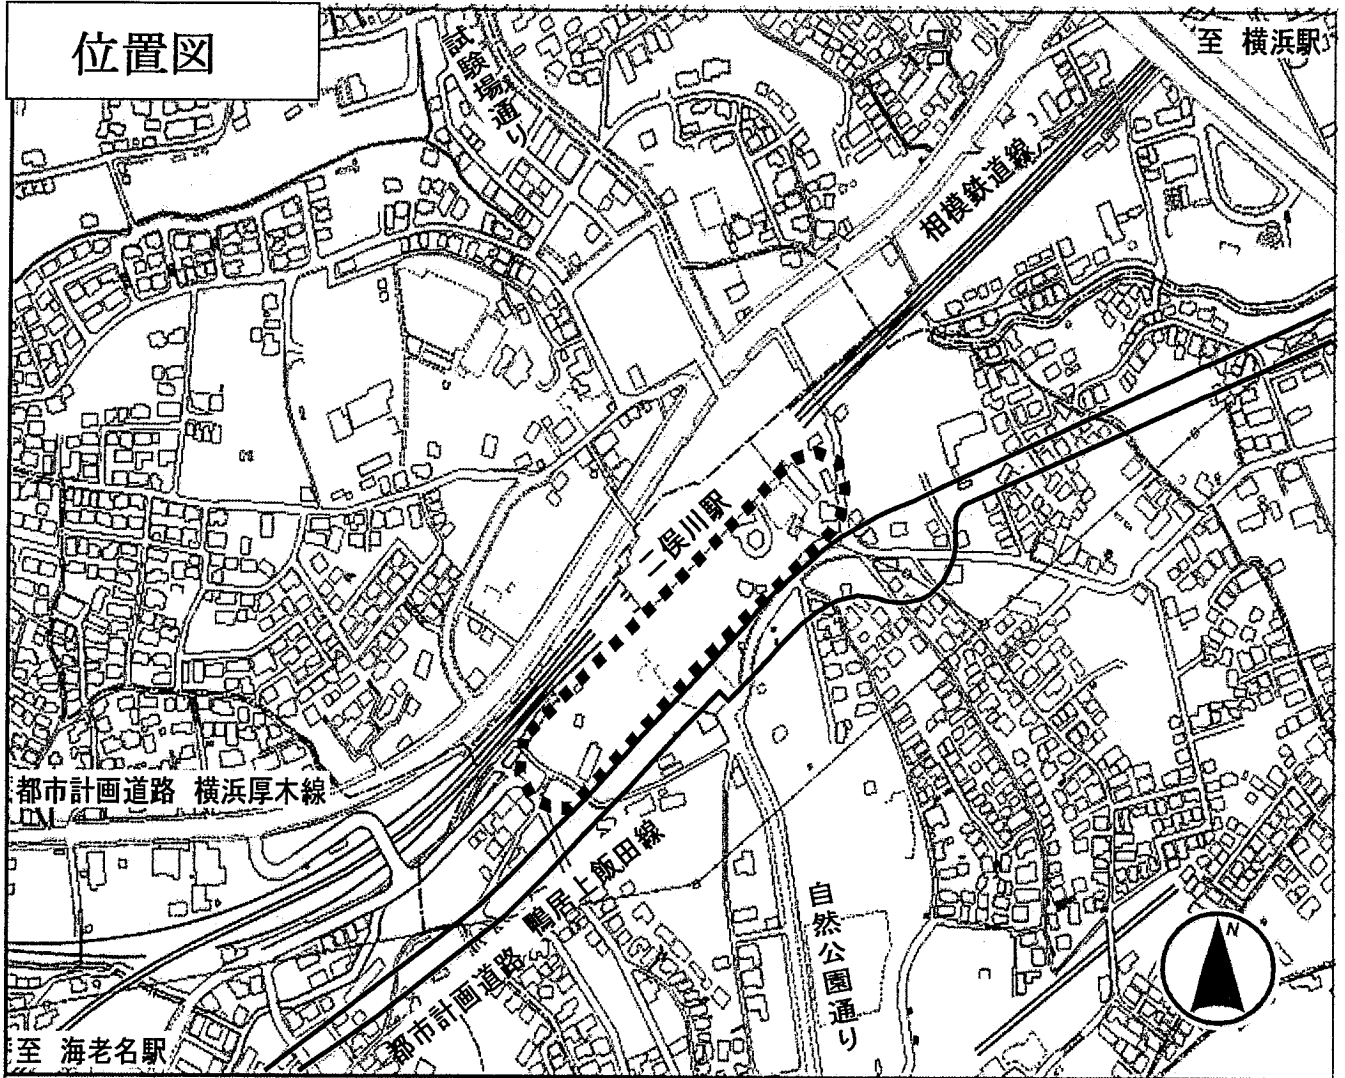 位置図
至 横浜駅
試験場通り
相模鉄道線
二俣川駅
都市計画道路 横浜厚木線
都市計画道路 鴨居上飯田線
自然公園通り
N
至 海老名駅